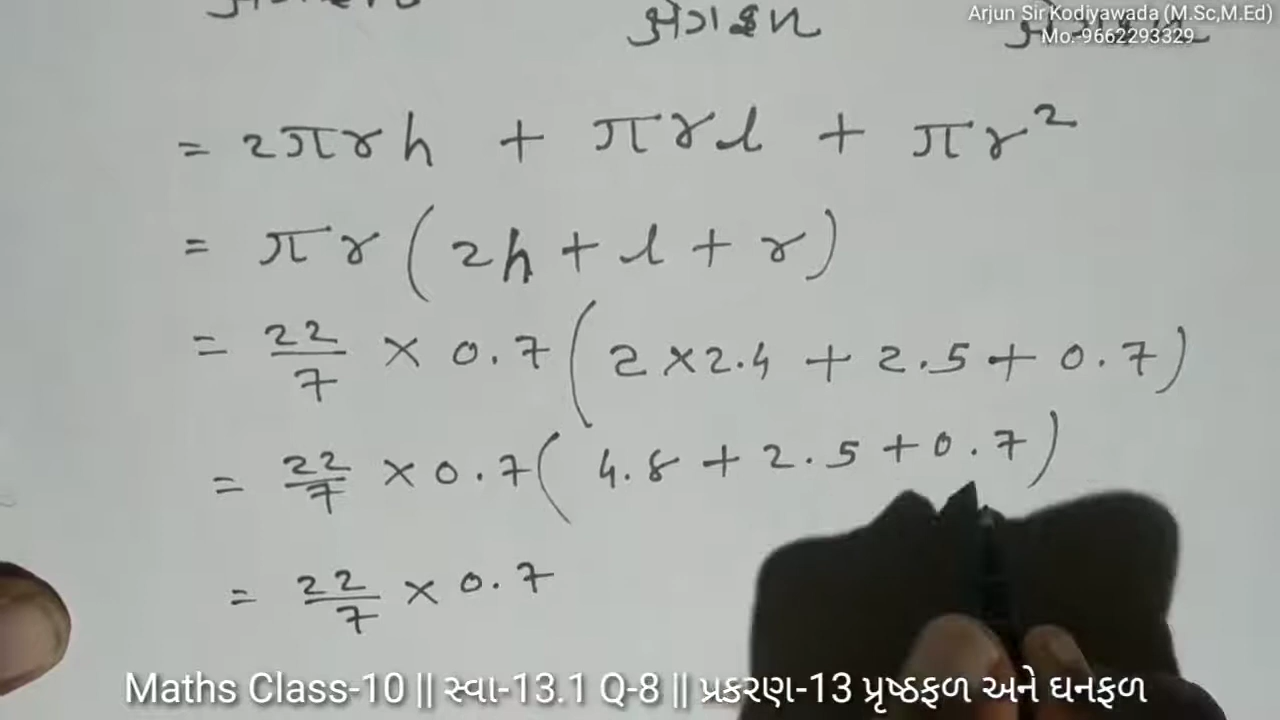 Arjun Sir Kodiyawada (M.Sc,M.Ed)
Mo.-9662293329
= 2πrh + πrl + πr²
= πr (2h + l + r)
= 22/7 × 0.7 (2 × 2.4 + 2.5 + 0.7)
= 22/7 × 0.7 (4.8 + 2.5 + 0.7)
= 22/7 × 0.7
Maths Class-10 || સ્વા-13.1 Q-8 || પ્રકરણ-13 પૃષ્ઠફળ અને ઘનફળ